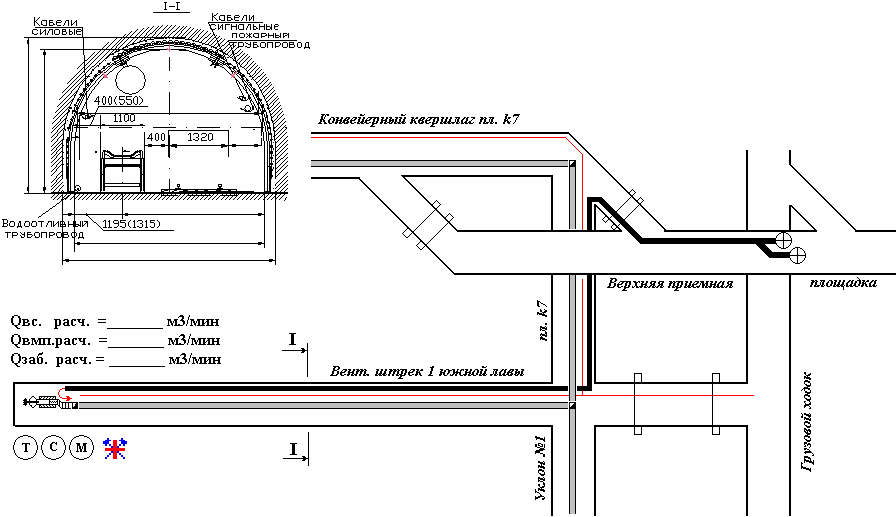 I-I
Кабели
силовые
Кабели
сигнальные
пожарный
трубопровод
400(550)
1100
400
1320
Водоотливный
трубопровод
1195(1315)
Конвейерный квершлаг пл. k7
Верхняя приемная
площадка
пл. k7
Qвс. расч. =_______ м3/мин
Qвмп.расч. =_______ м3/мин
Qзаб. расч. =_______ м3/мин
I
Вент. штрек 1 южной лавы
Грузовой ходок
Т С М
I
Уклон №1